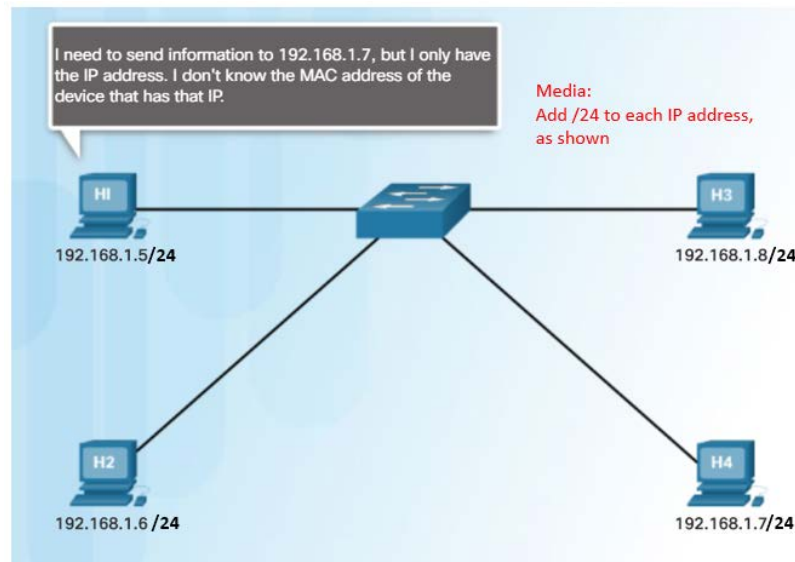 I need to send information to 192.168.1.7, but I only have
the IP address. I don't know the MAC address of the
device that has that IP.
Media:
Add /24 to each IP address,
as shown
H1
H3
192.168.1.5/24
192.168.1.8/24
H2
H4
192.168.1.6 /24
192.168.1.7/24